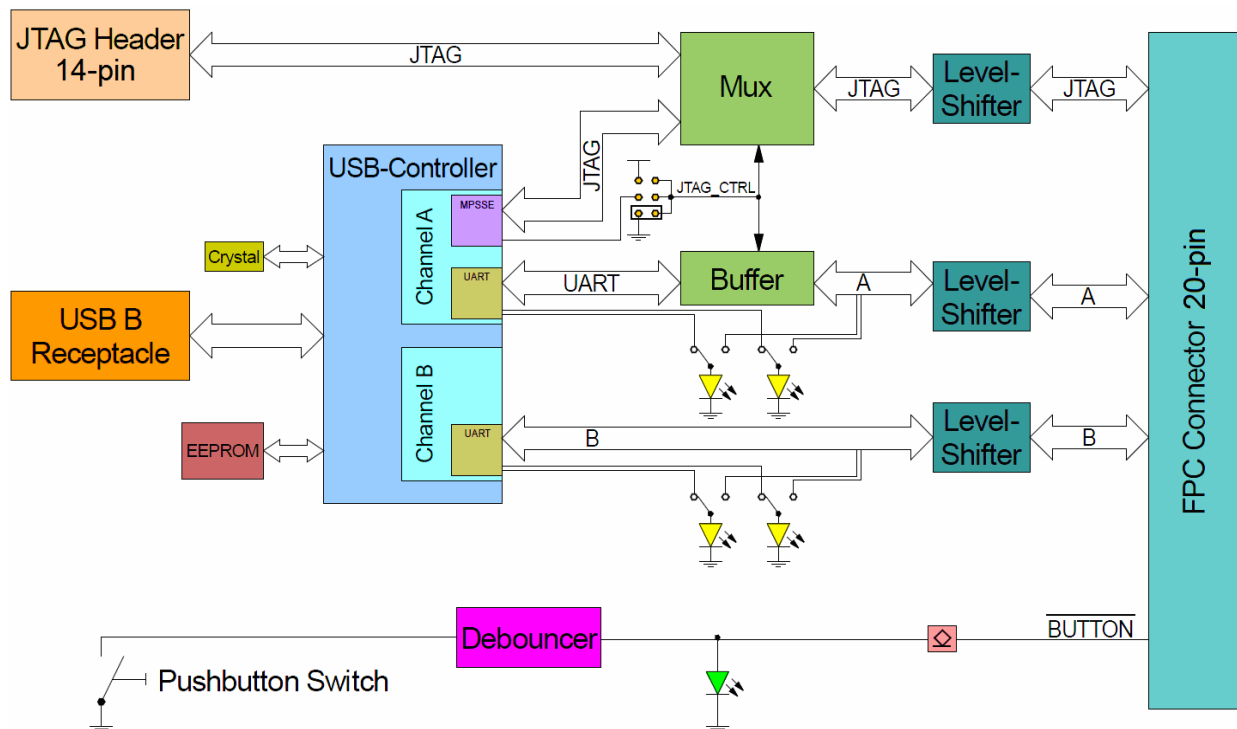 JTAG Header
14-pin
JTAG
Mux
JTAG
Level-
Shifter
JTAG
USB-Controller
JTAG
JTAG_CTRL
MPSSE
Channel A
UART
Crystal
UART
Buffer
A
Level-
Shifter
A
USB B
Receptacle
Channel B
UART
B
Level-
Shifter
B
EEPROM
FPC Connector 20-pin
Debouncer
BUTTON
Pushbutton Switch